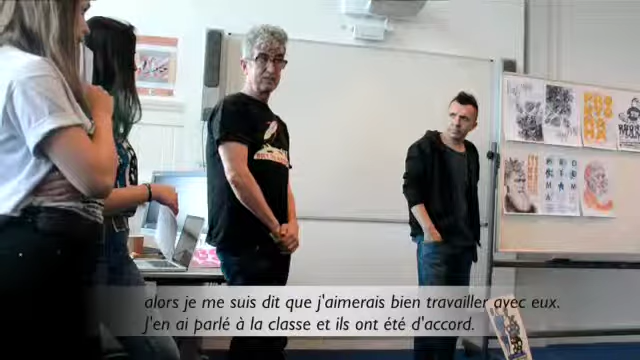 alors je me suis dit que j'aimerais bien travailler avec eux.
J'en ai parlé à la classe et ils ont été d'accord.